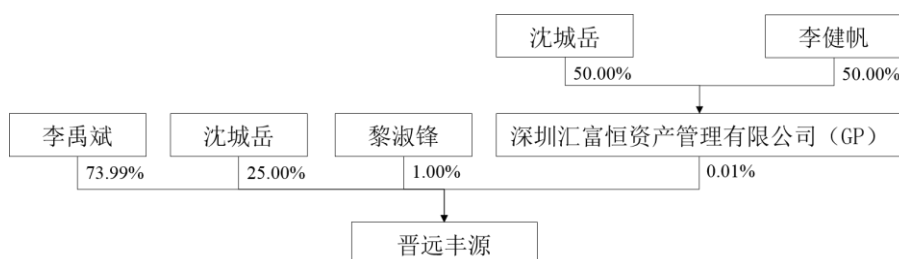 沈城岳
李健帆
50.00%
50.00%
李禹斌
沈城岳
黎淑锋
深圳汇富恒资产管理有限公司（GP）
73.99%
25.00%
1.00%
0.01%
晋远丰源